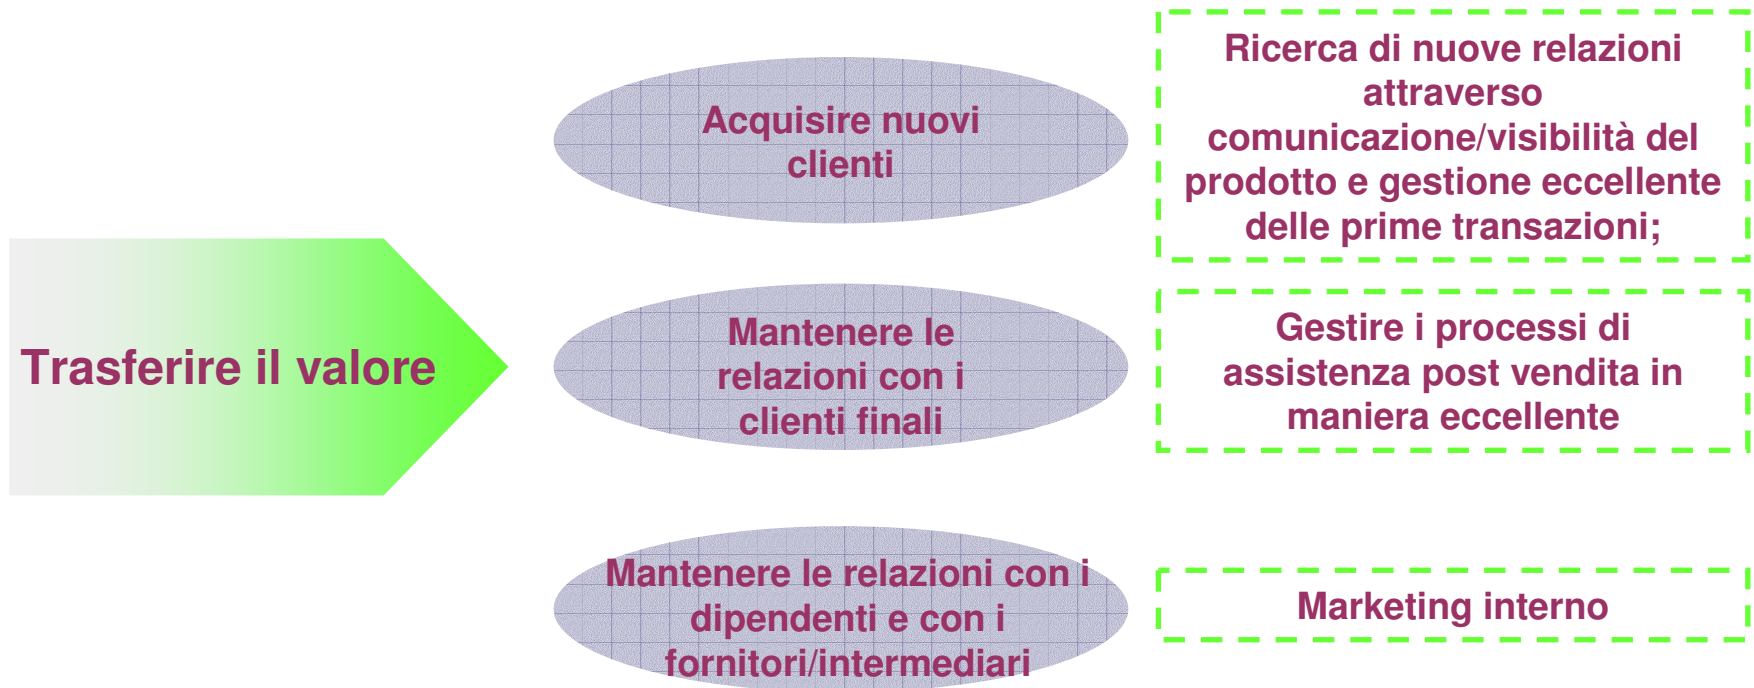 Trasferire il valore
Acquisire nuovi
clienti
Ricerca di nuove relazioni
attraverso
comunicazione/visibilità del
prodotto e gestione eccellente
delle prime transazioni;
Mantenere le
relazioni con i
clienti finali
Gestire i processi di
assistenza post vendita in
maniera eccellente
Mantenere le relazioni con i
dipendenti e con i
fornitori/intermediari
Marketing interno